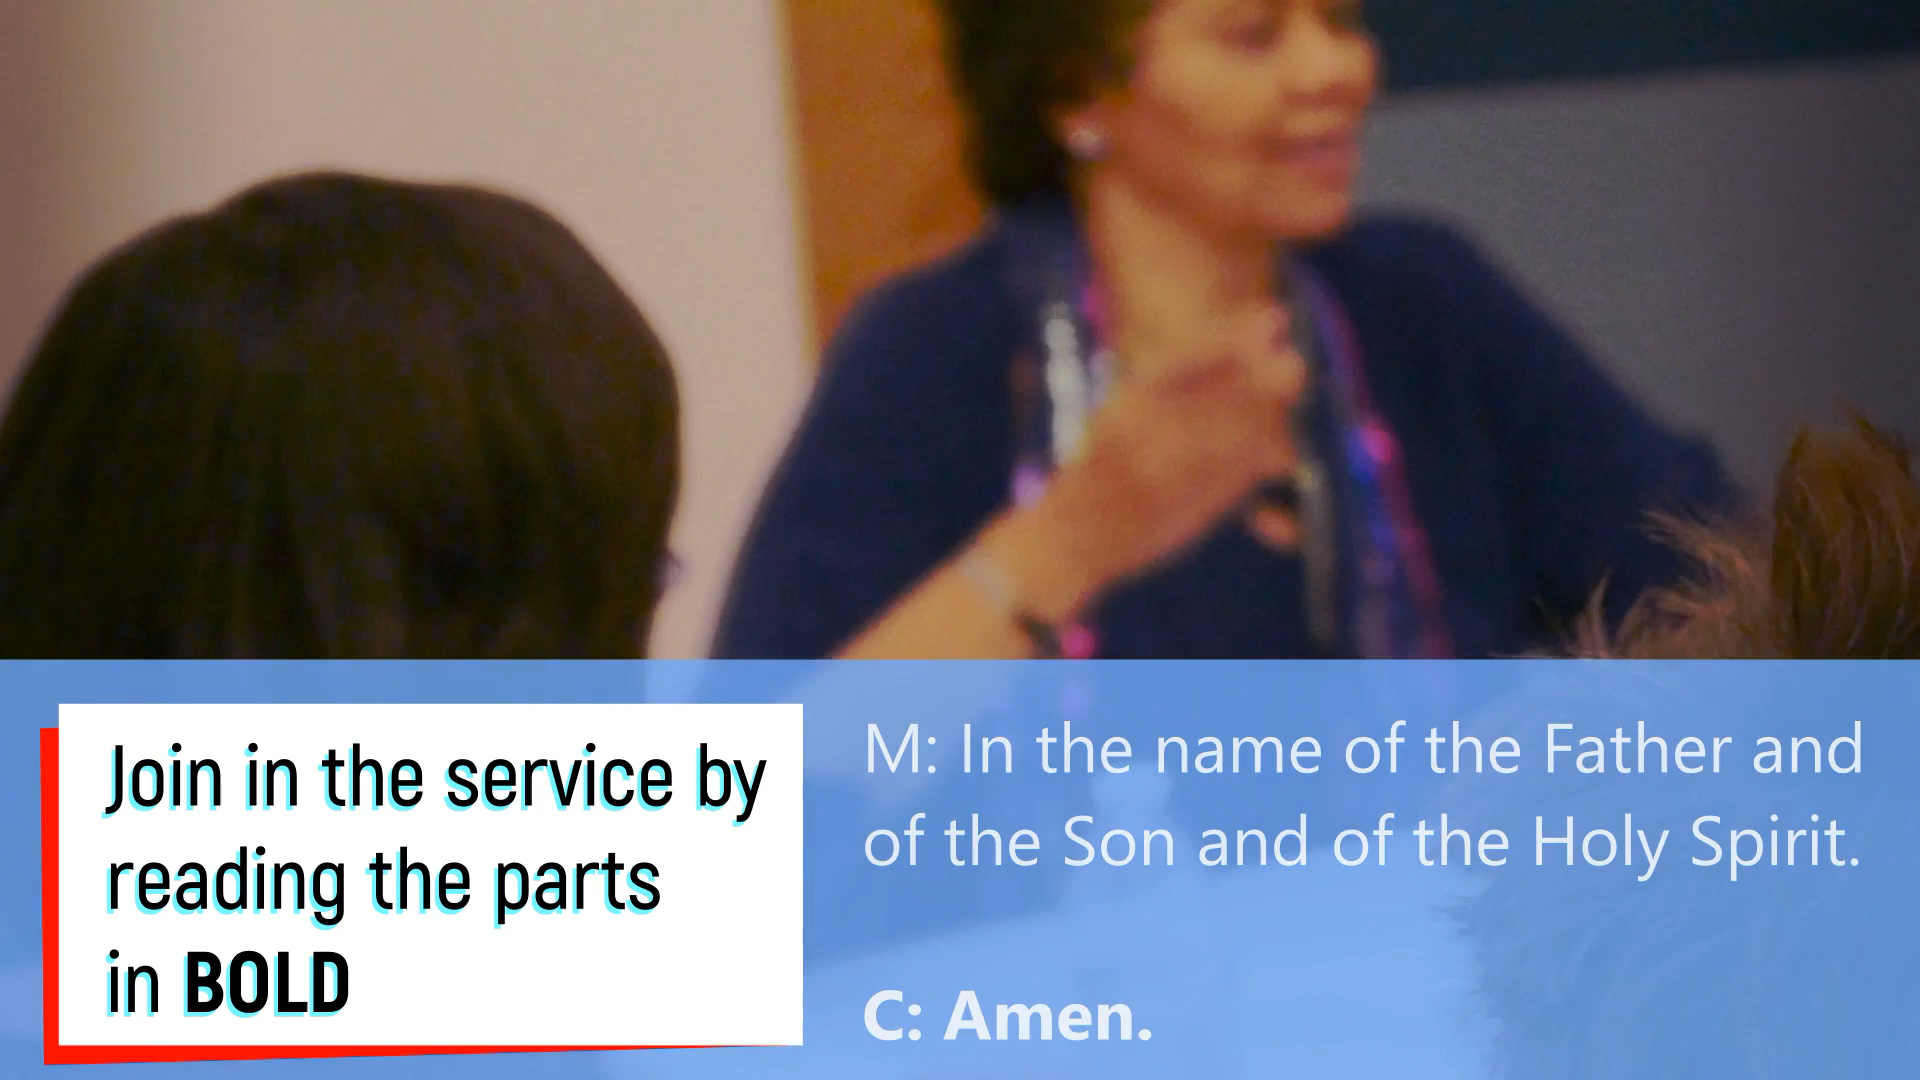 Join in the service by
reading the parts
in BOLD
M: In the name of the Father and
of the Son and of the Holy Spirit.
C: Amen.